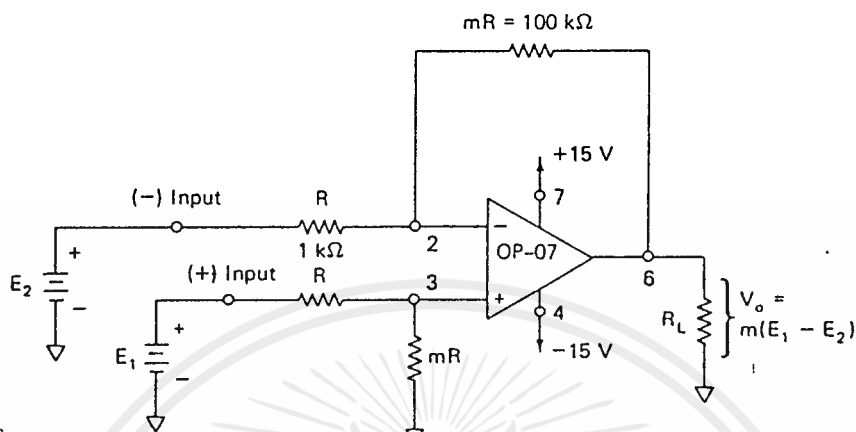 mR = 100 kΩ
+15 V
7
(−) Input
R
1 kΩ
2
−
OP-07
+
E₂
−
(+) Input
R
3
+
6
+
E₁
−
mR
4
−15 V
R_L
V_o =
m(E₁ − E₂)